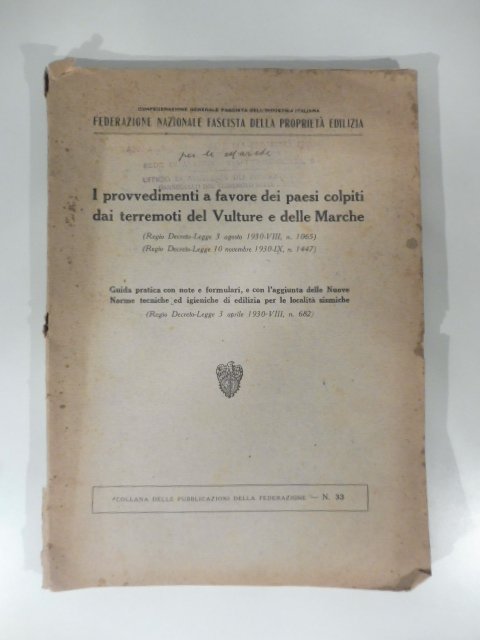 CONFEDERAZIONE GENERALE FASCISTA DELL'INDUSTRIA ITALIANA
FEDERAZIONE NAZIONALE FASCISTA DELLA PROPRIETÀ EDILIZIA
per le Marche
I provvedimenti a favore dei paesi colpiti
dai terremoti del Vulture e delle Marche
(Regio Decreto-Legge 3 agosto 1930-VIII, n. 1065)
(Regio Decreto-Legge 10 novembre 1930-IX, n. 1447)
Guida pratica con note e formulari, e con l'aggiunta delle Nuove
Norme tecniche ed igieniche di edilizia per le località sismiche
(Regio Decreto-Legge 3 aprile 1930-VIII, n. 682)
COLLANA DELLE PUBBLICAZIONI DELLA FEDERAZIONE — N. 33